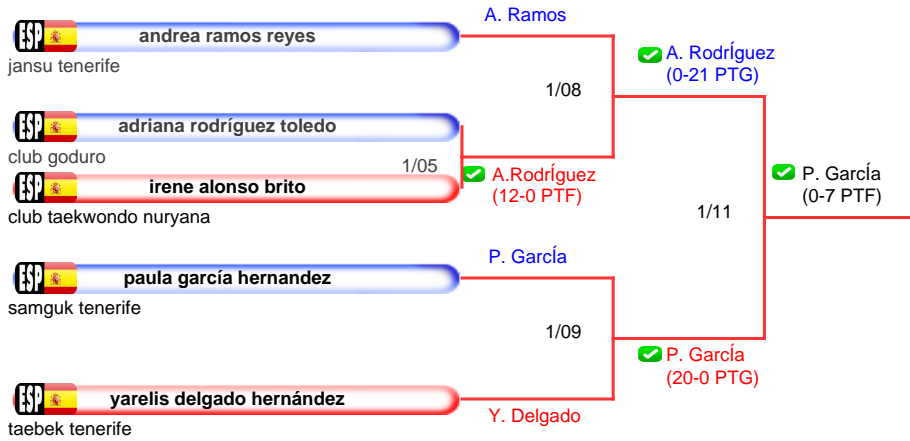 A. Ramos
ESP andrea ramos reyes
jansu tenerife
A. RodrÍguez
(0-21 PTG)
1/08
ESP adriana rodríguez toledo
club goduro
1/05
A.RodrÍguez
(12-0 PTF)
ESP irene alonso brito
club taekwondo nuryana
P. GarcÍa
(0-7 PTF)
1/11
P. GarcÍa
ESP paula garcía hernandez
samguk tenerife
1/09
P. GarcÍa
(20-0 PTG)
ESP yarelis delgado hernández
Y. Delgado
taebek tenerife